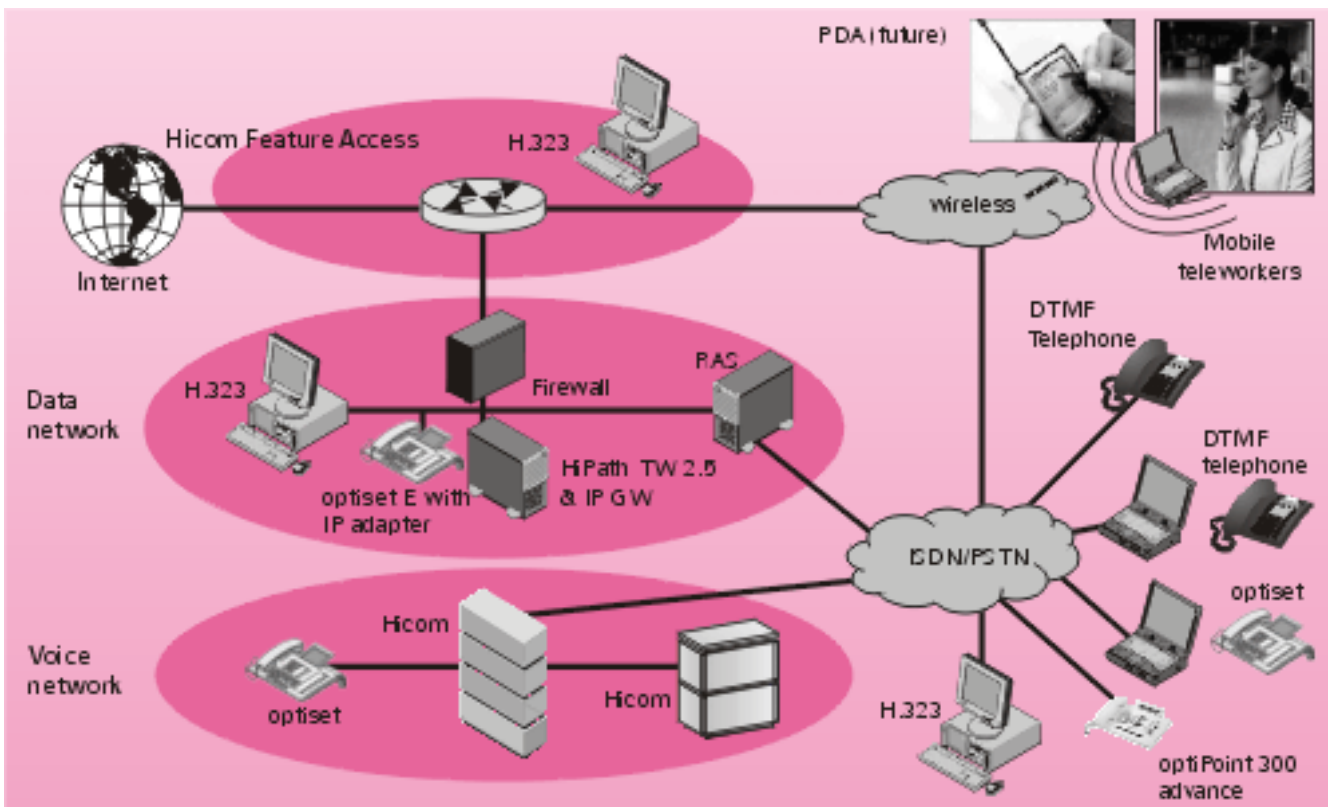 PDA (future)
Hicom Feature Access
H.323
Internet
wireless
Mobile
teleworkers
DTMF
Telephone
RAS
H.323
Firewall
Data
network
HiPath TW 2.5
& IP GW
optiset E with
IP adapter
DTMF
telephone
ISDN/PSTN
optiset
Hicom
Voice
network
optiset
Hicom
H.323
optiPoint 300
advance